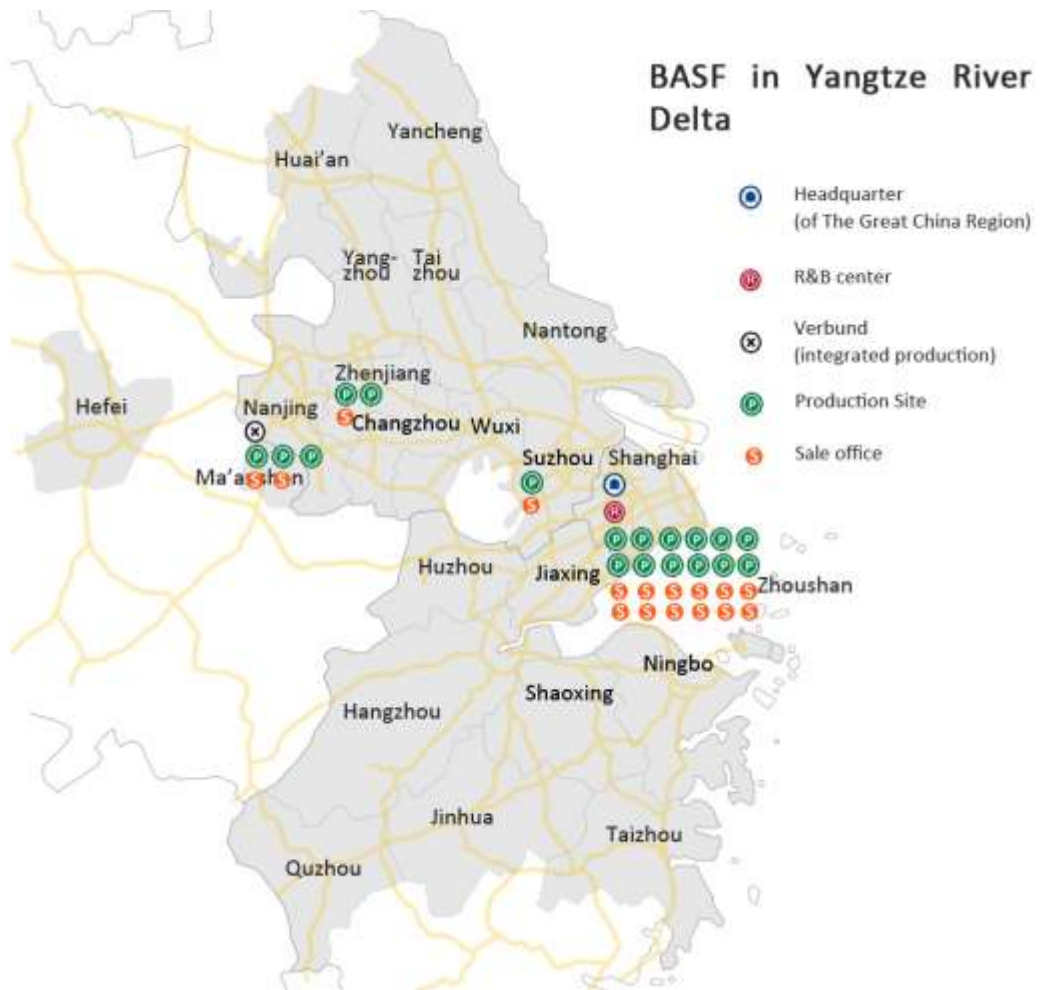 BASF in Yangtze River
Delta
Headquarter
(of The Great China Region)
R R&B center
Verbund
(integrated production)
P Production Site
S Sale office
Yancheng
Huai'an
Yang-
zhou
Tai
zhou
Nantong
Zhenjiang
P P
S Changzhou
Hefei
Nanjing
Wuxi
P P P
Ma'anshan
S S
Suzhou
P
S
Shanghai
R
P P P P P P
P P P P P P
S S S S S S
S S S S S S
Huzhou
Jiaxing
Zhoushan
Ningbo
Shaoxing
Hangzhou
Jinhua
Taizhou
Quzhou